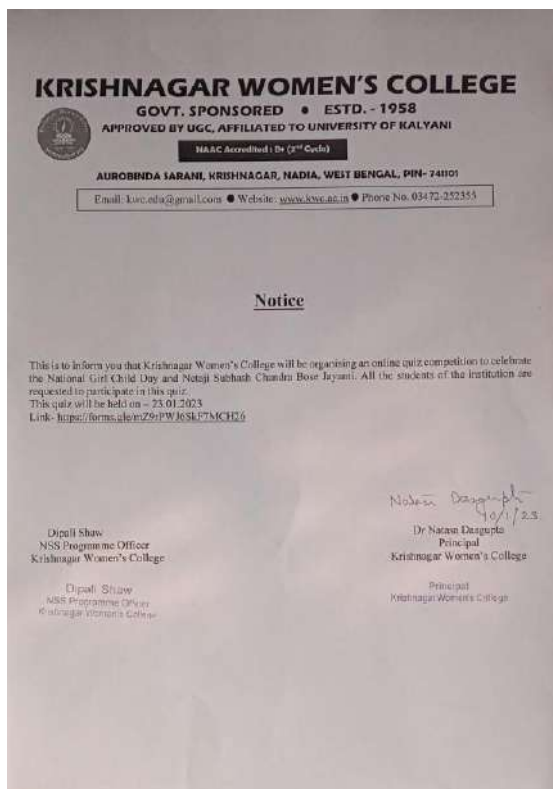 KRISHNAGAR WOMEN'S COLLEGE
GOVT. SPONSORED ● ESTD. - 1958
APPROVED BY UGC, AFFILIATED TO UNIVERSITY OF KALYANI
NAAC Accredited : B+ (2nd Cycle)
AUROBINDA SARANI, KRISHNAGAR, NADIA, WEST BENGAL, PIN- 741101
Email: kwc.edu@gmail.com ● Website: www.kwc.ac.in ● Phone No. 03472-252355
Notice
This is to inform you that Krishnagar Women's College will be organising an online quiz competition to celebrate
the National Girl Child Day and Netaji Subhash Chandra Bose Jayanti. All the students of the institution are
requested to participate in this quiz.
This quiz will be held on – 23.01.2023
Link-
Natasa Dasgupta
10/1/23
Dipali Shaw
NSS Programme Officer
Krishnagar Women's College
Dr Natasa Dasgupta
Principal
Krishnagar Women's College
Dipali Shaw
NSS Programme Officer
Krishnagar Women's College
Principal
Krishnagar Women's College